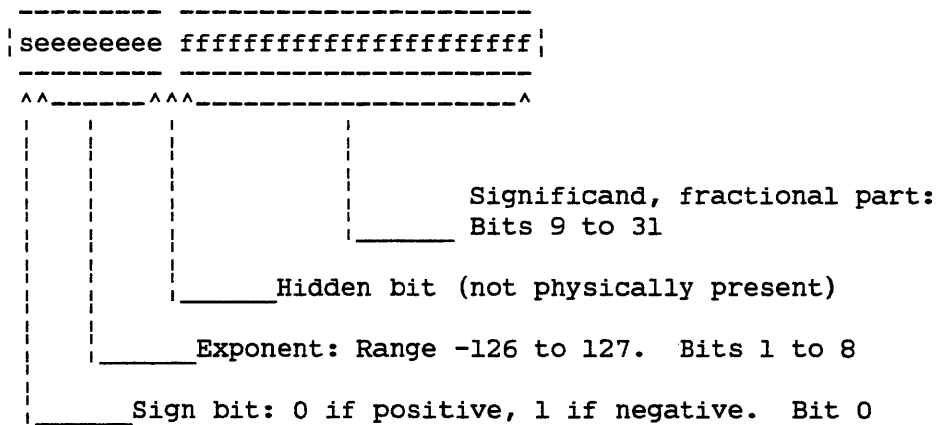 seeeeeeee fffffffffffffffffffffff
Significand, fractional part:
Bits 9 to 31
Hidden bit (not physically present)
Exponent: Range -126 to 127. Bits 1 to 8
Sign bit: 0 if positive, 1 if negative. Bit 0